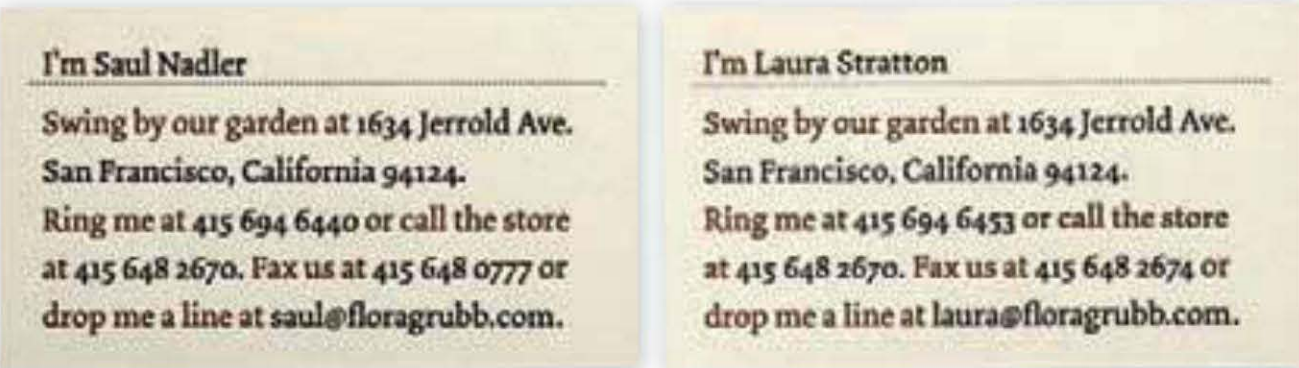 I'm Saul Nadler
Swing by our garden at 1634 Jerrold Ave.
San Francisco, California 94124.
Ring me at 415 694 6440 or call the store
at 415 648 2670. Fax us at 415 648 0777 or
drop me a line at saul@floragrubb.com.
I'm Laura Stratton
Swing by our garden at 1634 Jerrold Ave.
San Francisco, California 94124.
Ring me at 415 694 6453 or call the store
at 415 648 2670. Fax us at 415 648 2674 or
drop me a line at laura@floragrubb.com.